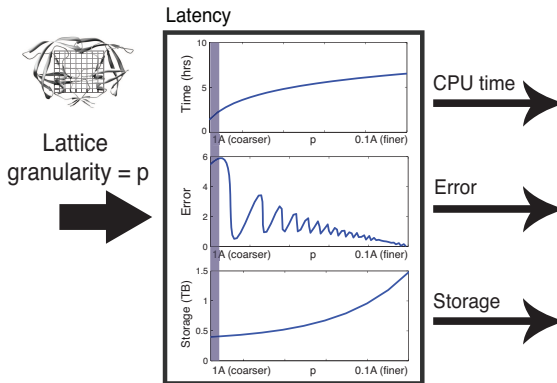 Latency
Lattice
granularity = p
Time (hrs)
10
5
0
1A (coarser) p 0.1A (finer)
CPU time
Error
6
4
2
0
1A (coarser) p 0.1A (finer)
Error
Storage (TB)
1.5
1
0.5
0
1A (coarser) p 0.1A (finer)
Storage